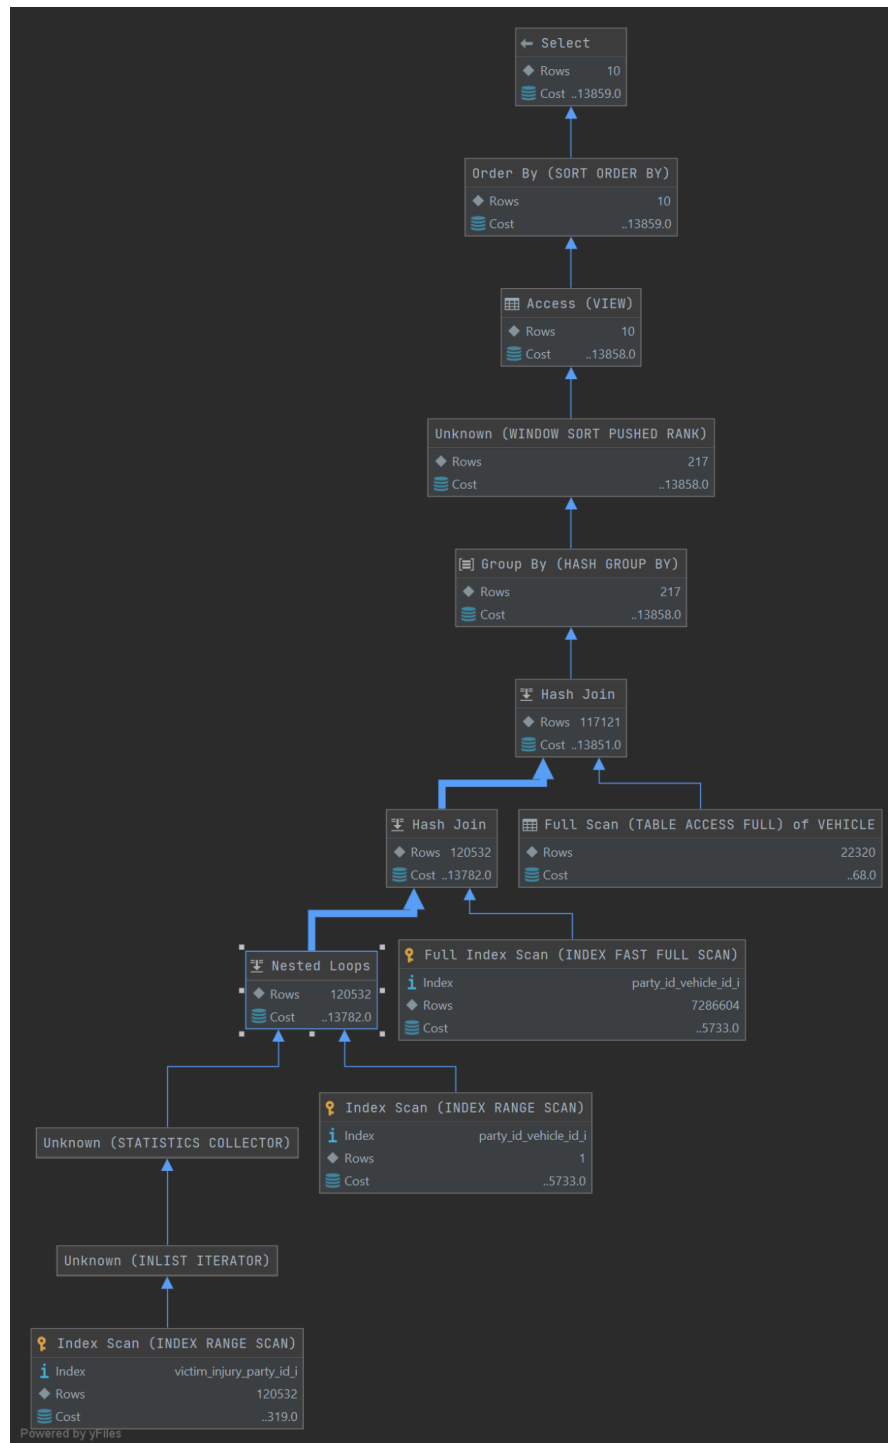 Select
Rows 10
Cost ..13859.0
Order By (SORT ORDER BY)
Rows 10
Cost ..13859.0
Access (VIEW)
Rows 10
Cost ..13858.0
Unknown (WINDOW SORT PUSHED RANK)
Rows 217
Cost ..13858.0
Group By (HASH GROUP BY)
Rows 217
Cost ..13858.0
Hash Join
Rows 117121
Cost ..13851.0
Hash Join
Rows 120532
Cost ..13782.0
Full Scan (TABLE ACCESS FULL) of VEHICLE
Rows 22320
Cost ..68.0
Nested Loops
Rows 120532
Cost ..13782.0
Full Index Scan (INDEX FAST FULL SCAN)
Index party_id_vehicle_id_i
Rows 7286604
Cost ..5733.0
Unknown (STATISTICS COLLECTOR)
Index Scan (INDEX RANGE SCAN)
Index party_id_vehicle_id_i
Rows 1
Cost ..5733.0
Unknown (INLIST ITERATOR)
Index Scan (INDEX RANGE SCAN)
Index victim_injury_party_id_i
Rows 120532
Cost ..319.0
Powered by yFiles